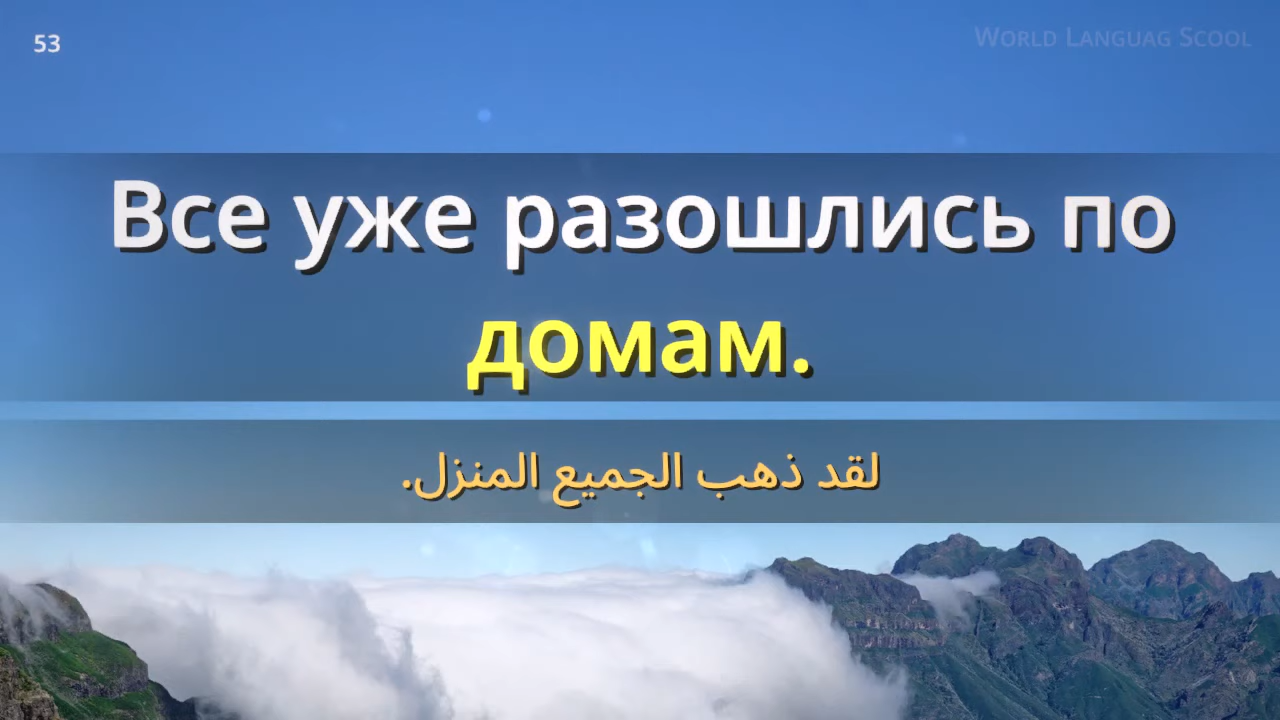 53
World Languag Scool
Все уже разошлись по
домам.
لقد ذهب الجميع المنزل.